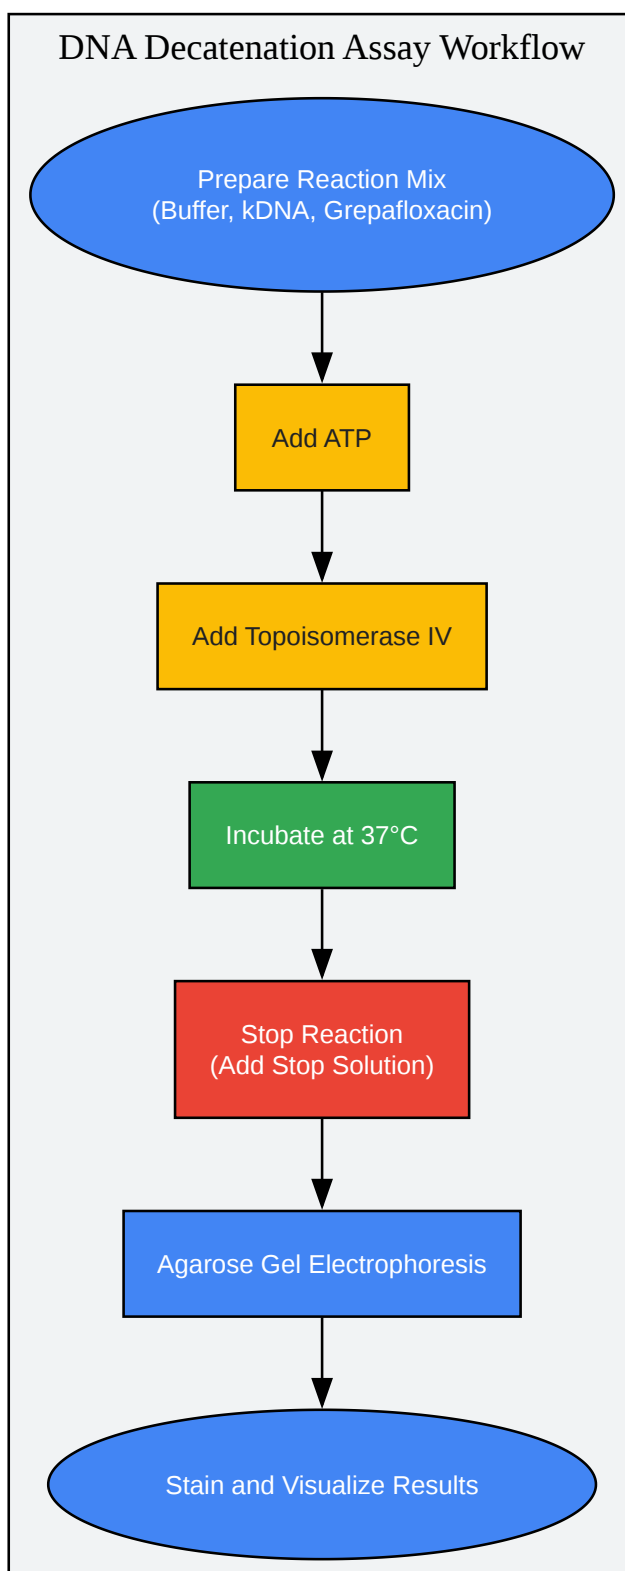 DNA Decatenation Assay Workflow
Prepare Reaction Mix
(Buffer, kDNA, Grepafloxacin)
Add ATP
Add Topoisomerase IV
Incubate at 37°C
Stop Reaction
(Add Stop Solution)
Agarose Gel Electrophoresis
Stain and Visualize Results